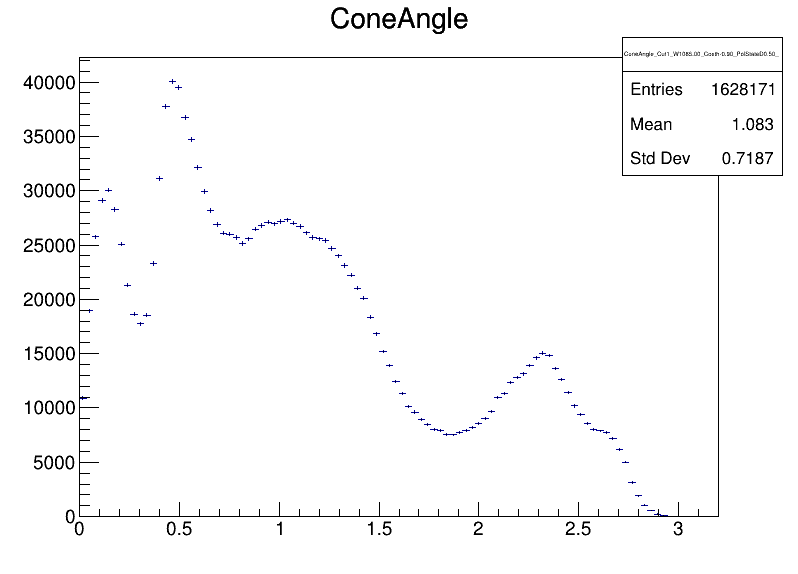 ConeAngle
ConeAngle_Cut1_W1085.00_Costh-0.90_PolStateD0.50_
Entries 1628171
Mean 1.083
Std Dev 0.7187
40000
35000
30000
25000
20000
15000
10000
5000
0
0 0.5 1 1.5 2 2.5 3